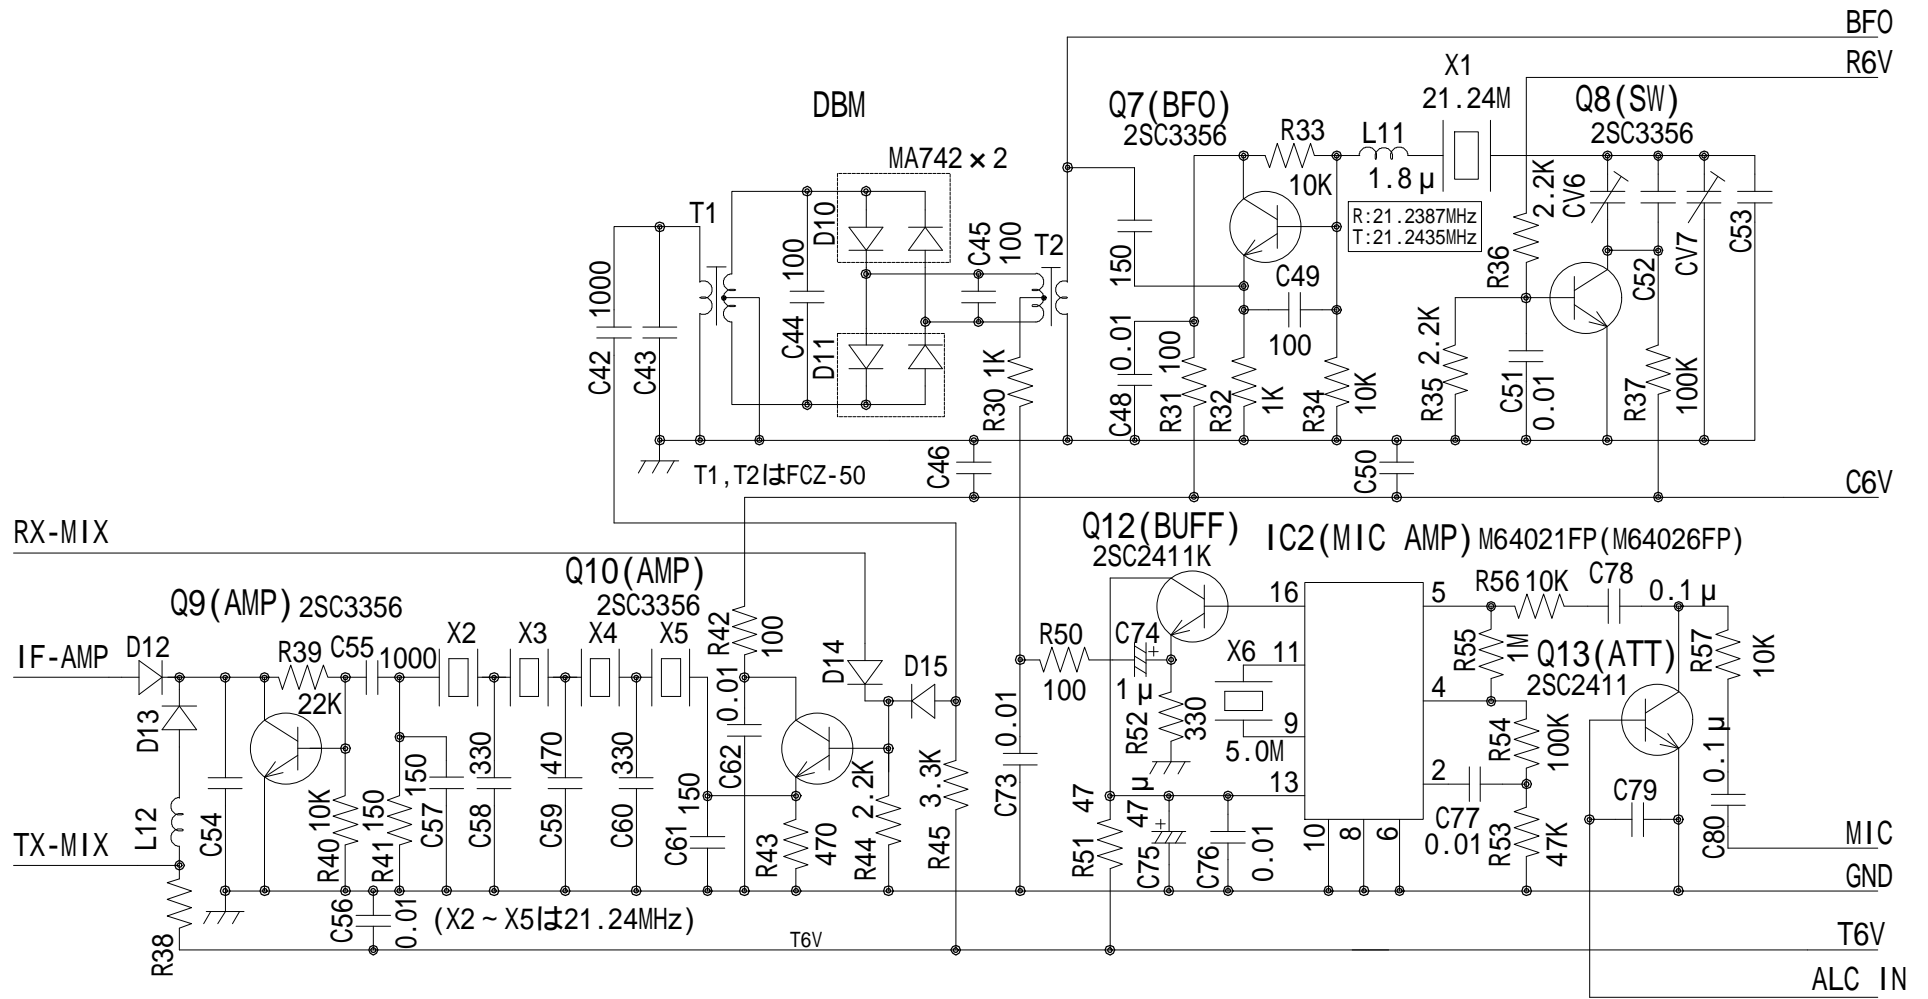 BFO
R6V
X1
21.24M
DBM
Q7(BFO)
2SC3356
Q8(SW)
2SC3356
R33
10K
L11
1.8μ
MA742×2
R:21.2387MHz
T:21.2435MHz
2.2K
CV6
R36
C52
CV7
C53
T1
D10
100
C44
D11
C45
100
T2
150
C49
100
1000
C42
C43
R30 1K
C48 0.01
R31 100
R32
1K
R34
10K
R35 2.2K
C51
0.01
R37
100K
T1,T2はFCZ-50
C46
C50
C6V
RX-MIX
Q12(BUFF)
2SC2411K
IC2(MIC AMP) M64021FP(M64026FP)
Q10(AMP)
2SC3356
Q9(AMP) 2SC3356
R42
100
16
5
R56 10K
C78
0.1μ
IF-AMP
D12
R39
22K
C55
1000
X2
X3
X4
X5
D14
D15
R50
100
C74
+
1μ
X6
11
9
5.0M
R55
1M
Q13(ATT)
2SC2411
R57
10K
4
D13
0.01
C62
C73 0.01
R52
330
R54
100K
0.1μ
L12
C54
R40 10K
R41 150
150
C57
330
C58
470
C59
330
C60
150
C61
R43
470
R44 2.2K
R45 3.3K
47
R51
47μ
+
C75
C76
0.01
13
2
C77
0.01
10
8
6
R53
47K
C79
C80
TX-MIX
MIC
GND
R38
C56
0.01
(X2～X5は21.24MHz)
T6V
T6V
ALC IN